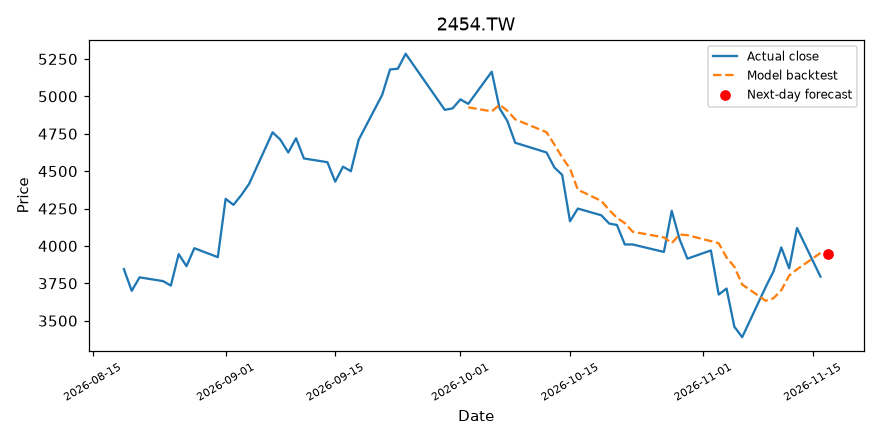 2454.TW
Actual close
Model backtest
Next-day forecast
Price
5250
5000
4750
4500
4250
4000
3750
3500
2026-08-15
2026-09-01
2026-09-15
2026-10-01
2026-10-15
2026-11-01
2026-11-15
Date